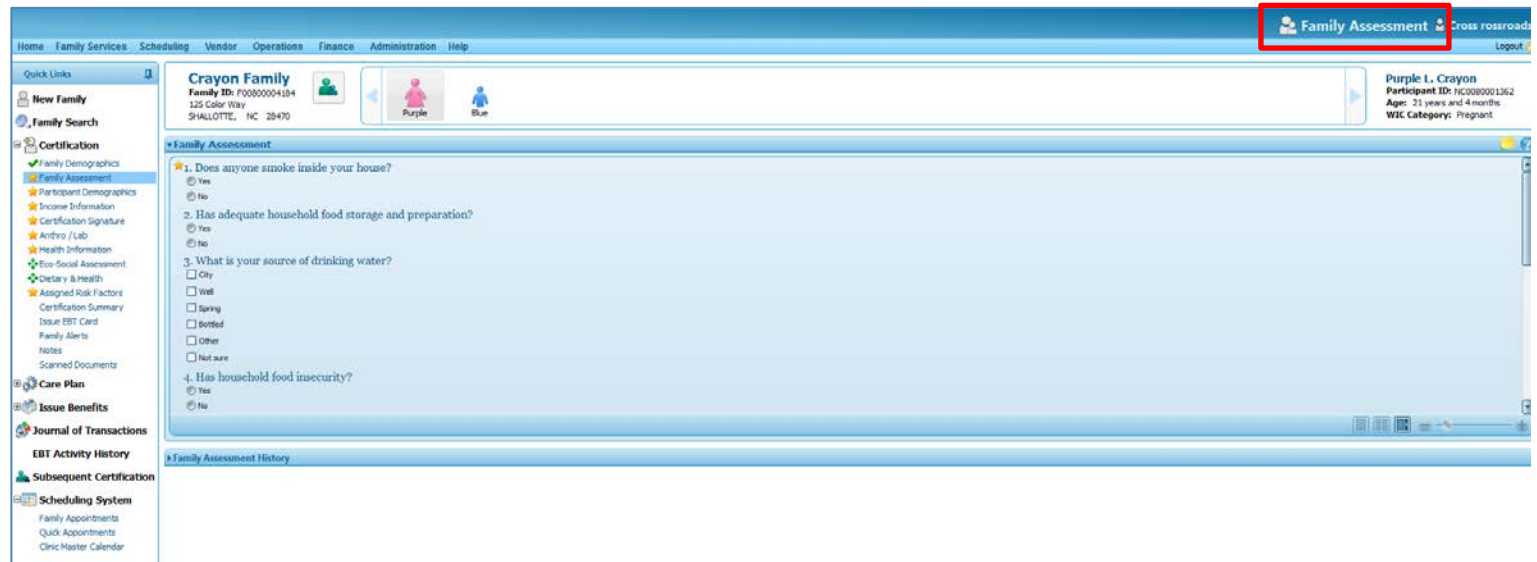 Family Assessment Cross rossroads
Home Family Services Scheduling Vendor Operations Finance Administration Help
Logout
Quick Links
New Family
Family Search
Certification
Family Demographics
Family Assessment
Participant Demographics
Income Information
Certification Signature
Anthro / Lab
Health Information
Eco-Social Assessment
Dietary & Health
Assigned Risk Factors
Certification Summary
Issue EBT Card
Family Alerts
Notes
Scanned Documents
Care Plan
Issue Benefits
Journal of Transactions
EBT Activity History
Subsequent Certification
Scheduling System
Family Appointments
Quick Appointments
Clinic Master Calendar
Crayon Family
Family ID: F00800004184
125 Color Way
SHALLOTTE, NC 28470
Purple
Blue
Purple L. Crayon
Participant ID: NC0080001362
Age: 21 years and 4 months
WIC Category: Pregnant
Family Assessment
1. Does anyone smoke inside your house?
Yes
No
2. Has adequate household food storage and preparation?
Yes
No
3. What is your source of drinking water?
City
Well
Spring
Bottled
Other
Not sure
4. Has household food insecurity?
Yes
No
Family Assessment History